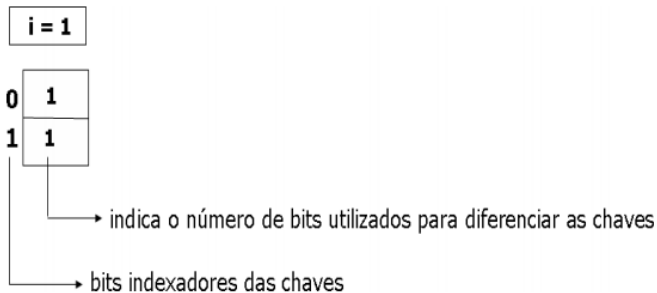 i = 1
0 1
1 1
indica o número de bits utilizados para diferenciar as chaves
bits indexadores das chaves